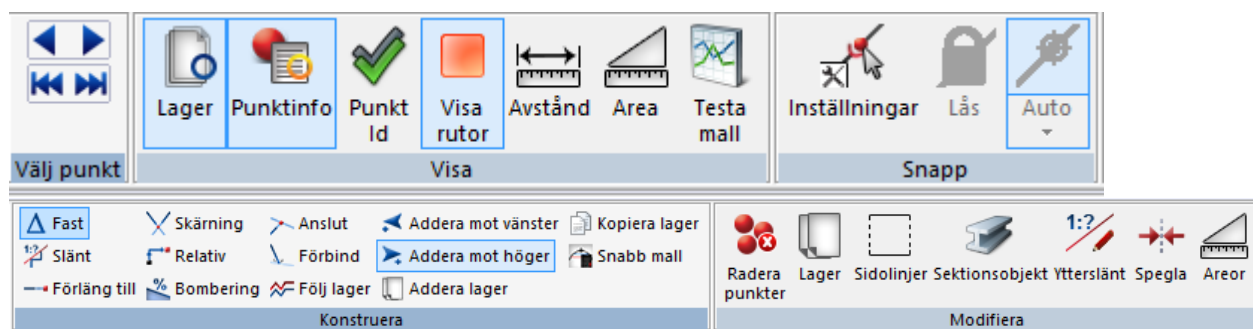 Lager
Punktinfo
Punkt
Id
Visa
rutor
Avstånd
Area
Testa
mall
Inställningar
Lås
Auto
Välj punkt
Visa
Snapp
Fast
Skärning
Anslut
Addera mot vänster
Kopiera lager
1:?
Slänt
Relativ
Förbind
Addera mot höger
Snabb mall
Förläng till
%
Bombering
Följ lager
Addera lager
Konstruera
Radera
punkter
Lager
Sidolinjer
Sektionsobjekt
1:?
Ytterslänt
Spegla
Areor
Modifiera